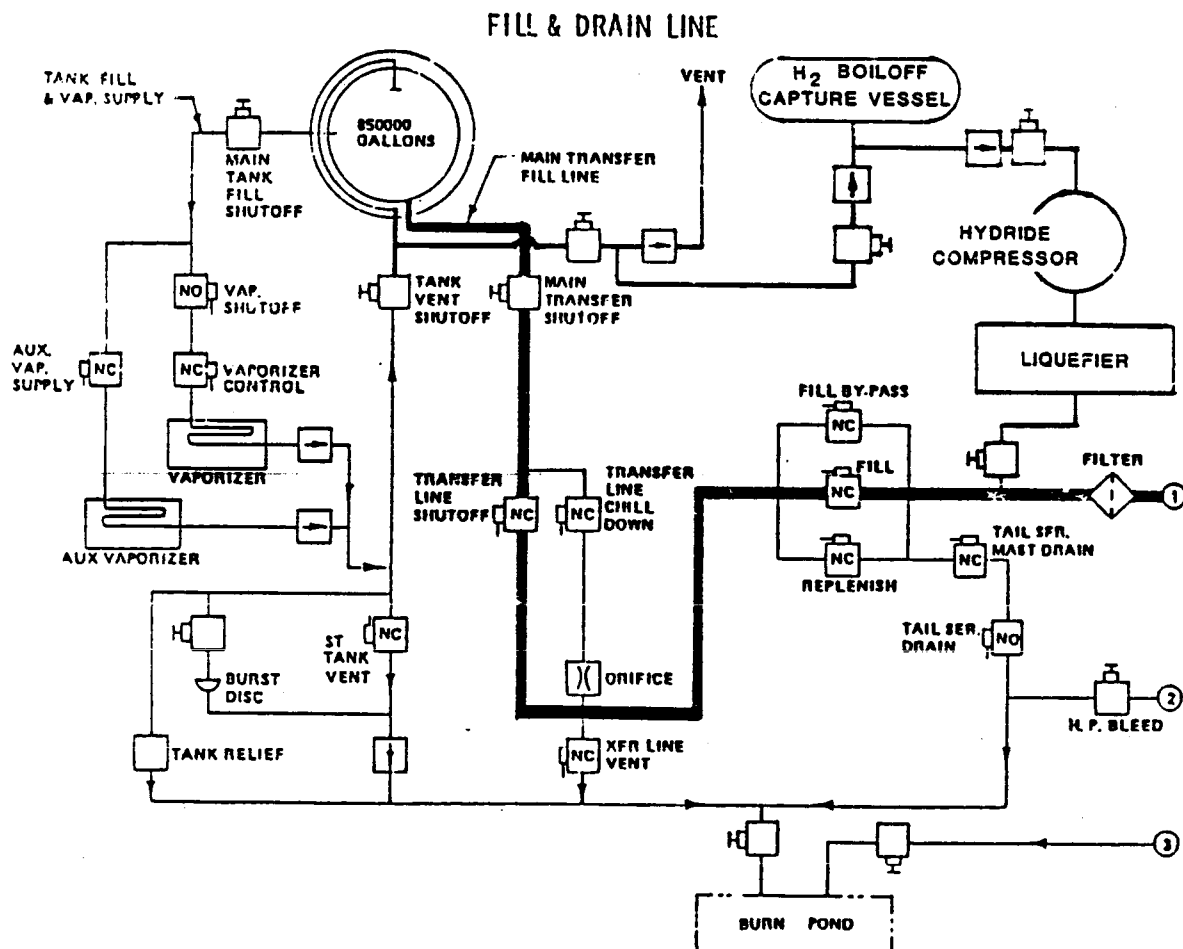 FILL & DRAIN LINE
TANK FILL
& VAP. SUPPLY
850000
GALLONS
VENT
H2 BOILOFF
CAPTURE VESSEL
MAIN
TANK
FILL
SHUTOFF
MAIN TRANSFER
FILL LINE
HYDRIDE
COMPRESSOR
NO
VAP.
SHUTOFF
TANK
VENT
SHUTOFF
MAIN
TRANSFER
SHUTOFF
AUX.
VAP.
SUPPLY
NC
NC
VAPORIZER
CONTROL
LIQUEFIER
FILL BY-PASS
NC
VAPORIZER
TRANSFER
LINE
SHUTOFF
NC
NC
TRANSFER
LINE
CHILL
DOWN
FILL
NC
FILTER
1
AUX VAPORIZER
NC
REPLENISH
NC
TAIL SFR.
MAST DRAIN
ST
TANK
VENT
NC
TAIL SER.
DRAIN
NO
BURST
DISC
ORIFICE
H. P. BLEED
2
TANK RELIEF
NC
XFR LINE
VENT
3
BURN POND